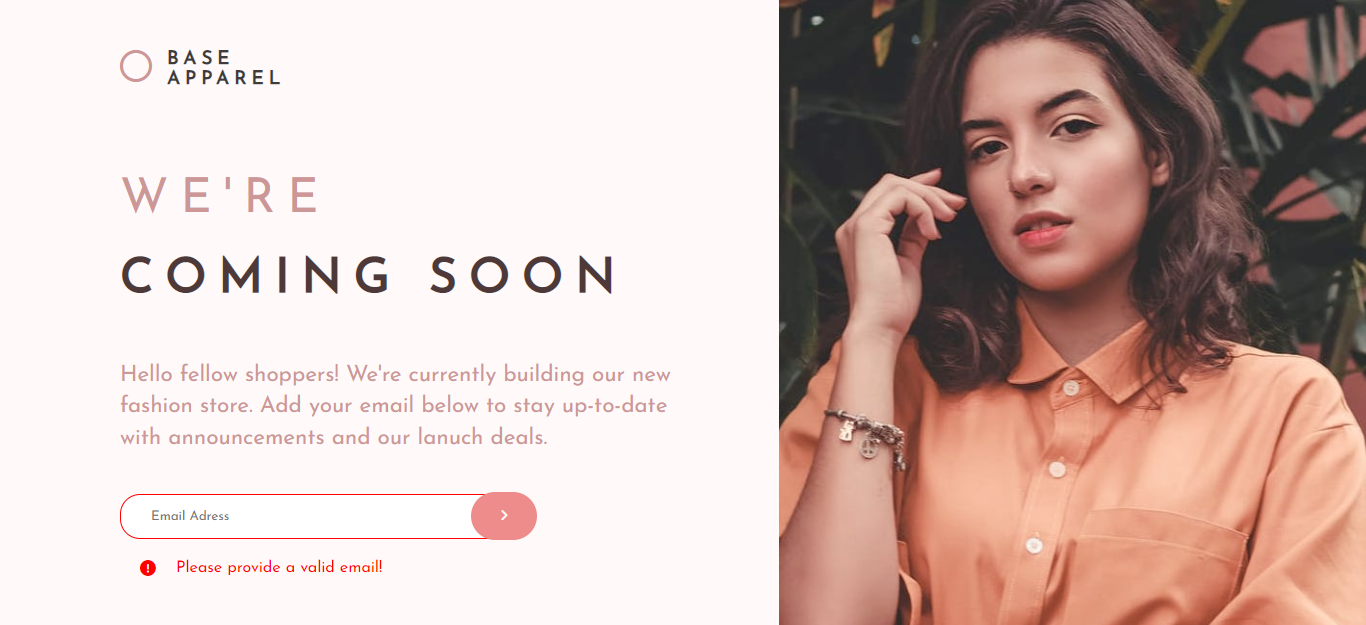 BASE
APPAREL
WE'RE
COMING SOON
Hello fellow shoppers! We're currently building our new
fashion store. Add your email below to stay up-to-date
with announcements and our lanuch deals.
Email Adress
Please provide a valid email!